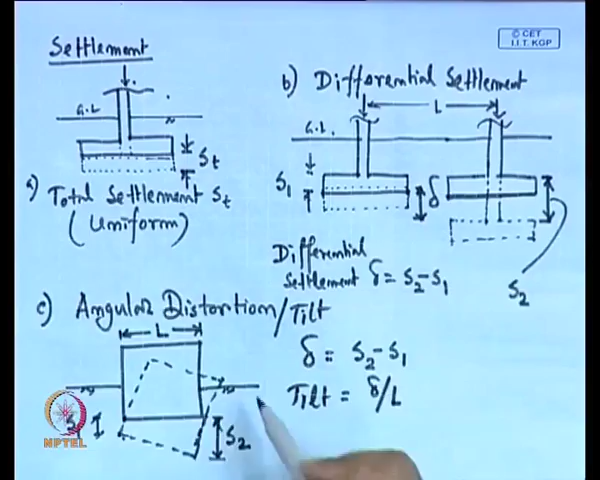 Settlement
© CET
I.I.T. KGP
G.L
St
a) Total Settlement St
(Uniform)
b) Differential Settlement
L
G.L.
S1
δ
S2
Differential
Settlement δ = S2-S1
c) Angular Distortion/Tilt
L
δ = S2-S1
Tilt = δ/L
S1
S2
NPTEL